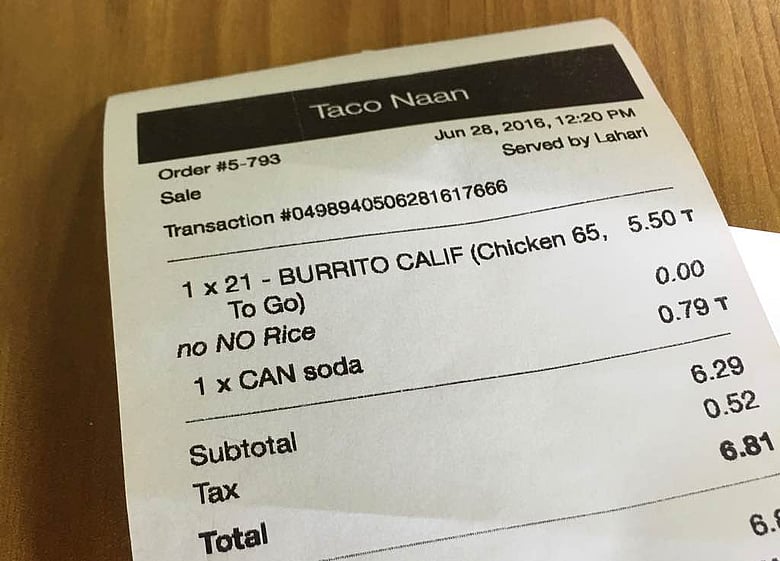 Taco Naan
Order #5-793 Jun 28, 2016, 12:20 PM
Sale Served by Lahari
Transaction #0498940506281617666
1 x 21 - BURRITO CALIF (Chicken 65, 5.50 T
To Go)
no NO Rice 0.00
1 x CAN soda 0.79 T
Subtotal 6.29
Tax 0.52
Total 6.81